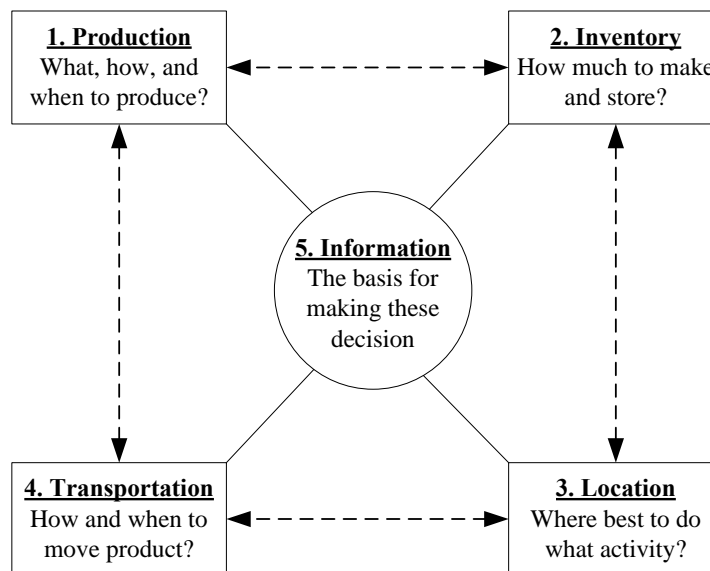 1. Production
What, how, and
when to produce?
2. Inventory
How much to make
and store?
5. Information
The basis for
making these
decision
4. Transportation
How and when to
move product?
3. Location
Where best to do
what activity?